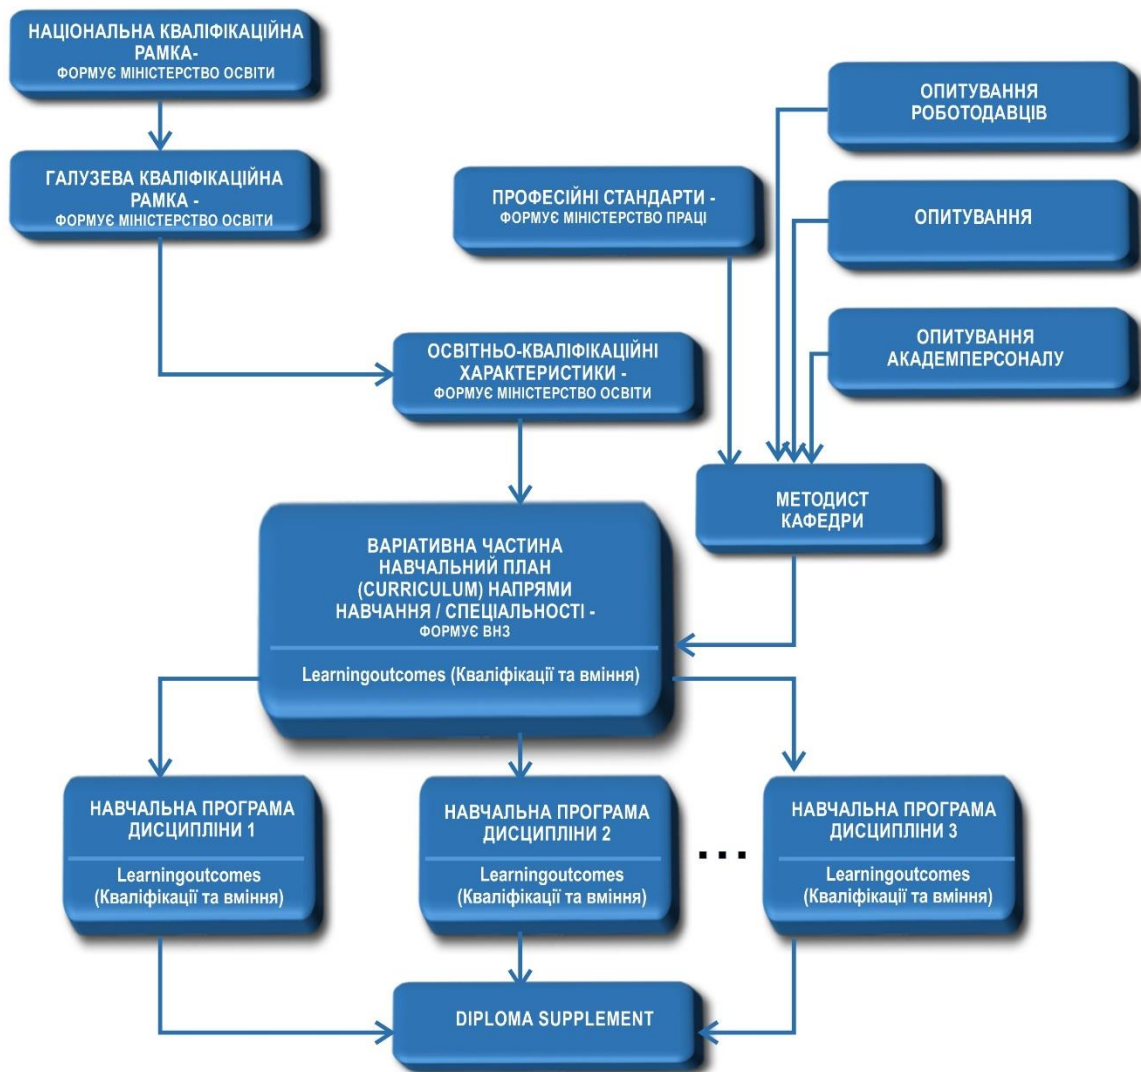 НАЦІОНАЛЬНА КВАЛІФІКАЦІЙНА
РАМКА-
ФОРМУЄ МІНІСТЕРСТВО ОСВІТИ
ГАЛУЗЕВА КВАЛІФІКАЦІЙНА
РАМКА -
ФОРМУЄ МІНІСТЕРСТВО ОСВІТИ
ПРОФЕСІЙНІ СТАНДАРТИ -
ФОРМУЄ МІНІСТЕРСТВО ПРАЦІ
ОПИТУВАННЯ
РОБОТОДАВЦІВ
ОПИТУВАННЯ
ОПИТУВАННЯ
АКАДЕМПЕРСОНАЛУ
ОСВІТНЬО-КВАЛІФІКАЦІЙНІ
ХАРАКТЕРИСТИКИ -
ФОРМУЄ МІНІСТЕРСТВО ОСВІТИ
МЕТОДИСТ
КАФЕДРИ
ВАРІАТИВНА ЧАСТИНА
НАВЧАЛЬНИЙ ПЛАН
(CURRICULUM) НАПРЯМИ
НАВЧАННЯ / СПЕЦІАЛЬНОСТІ -
ФОРМУЄ ВНЗ
Learningoutcomes (Кваліфікації та вміння)
НАВЧАЛЬНА ПРОГРАМА
ДИСЦИПЛІНИ 1
Learningoutcomes
(Кваліфікації та вміння)
НАВЧАЛЬНА ПРОГРАМА
ДИСЦИПЛІНИ 2
Learningoutcomes
(Кваліфікації та вміння)
...
НАВЧАЛЬНА ПРОГРАМА
ДИСЦИПЛІНИ 3
Learningoutcomes
(Кваліфікації та вміння)
DIPLOMA SUPPLEMENT